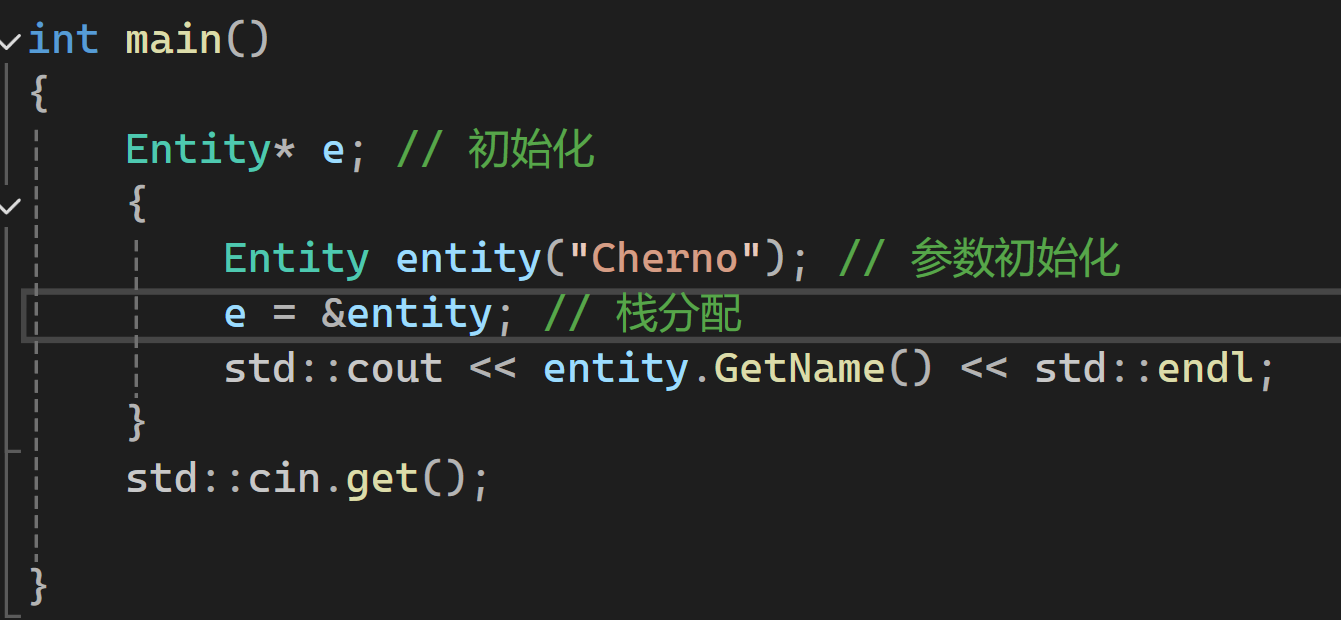 int main()
{
    Entity* e; // 初始化
    {
        Entity entity("Cherno"); // 参数初始化
        e = &entity; // 栈分配
        std::cout << entity.GetName() << std::endl;
    }
    std::cin.get();
}